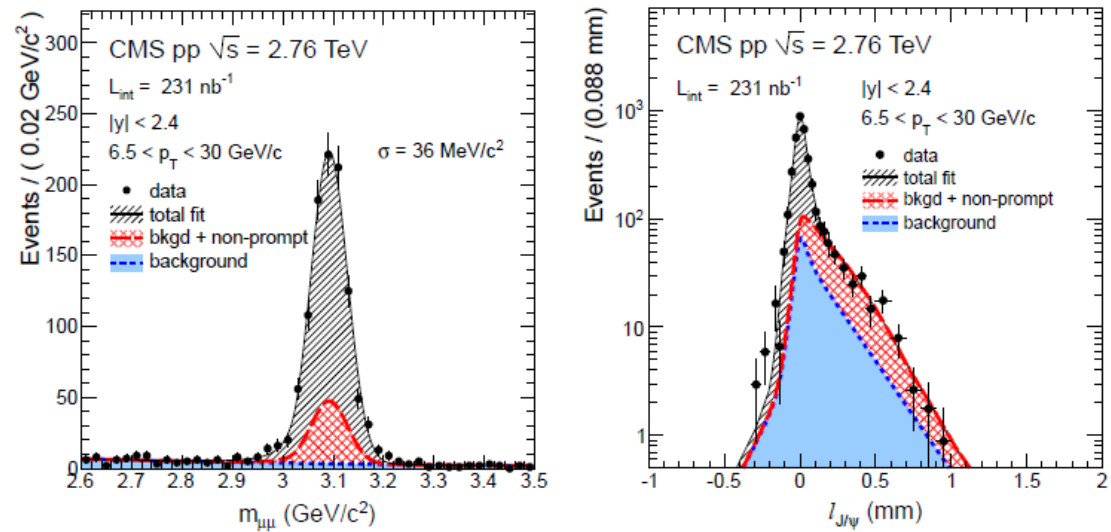 CMS pp √s = 2.76 TeV
L_int = 231 nb⁻¹
|y| < 2.4
6.5 < p_T < 30 GeV/c
σ = 36 MeV/c²
data
total fit
bkgd + non-prompt
background
Events / ( 0.02 GeV/c² )
300
250
200
150
100
50
0
2.6 2.7 2.8 2.9 3 3.1 3.2 3.3 3.4 3.5
m_μμ (GeV/c²)
CMS pp √s = 2.76 TeV
L_int = 231 nb⁻¹
|y| < 2.4
6.5 < p_T < 30 GeV/c
data
total fit
bkgd + non-prompt
background
Events / (0.088 mm)
10³
10²
10
1
-1 -0.5 0 0.5 1 1.5 2
l_J/ψ (mm)